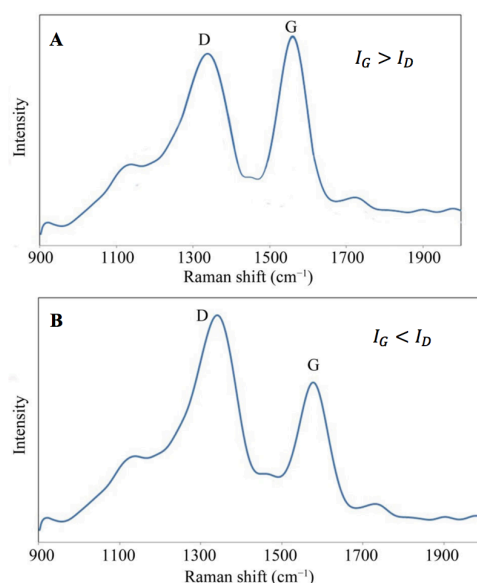 A
D
G
I_G > I_D
Intensity
900 1100 1300 1500 1700 1900
Raman shift (cm⁻¹)
B
D
G
I_G < I_D
Intensity
900 1100 1300 1500 1700 1900
Raman shift (cm⁻¹)